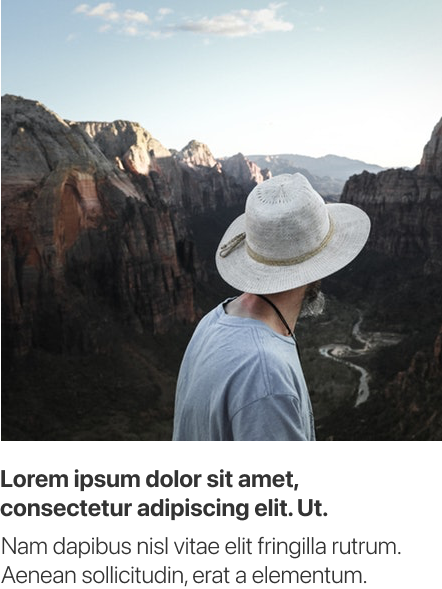 Lorem ipsum dolor sit amet,
consectetur adipiscing elit. Ut.
Nam dapibus nisl vitae elit fringilla rutrum.
Aenean sollicitudin, erat a elementum.